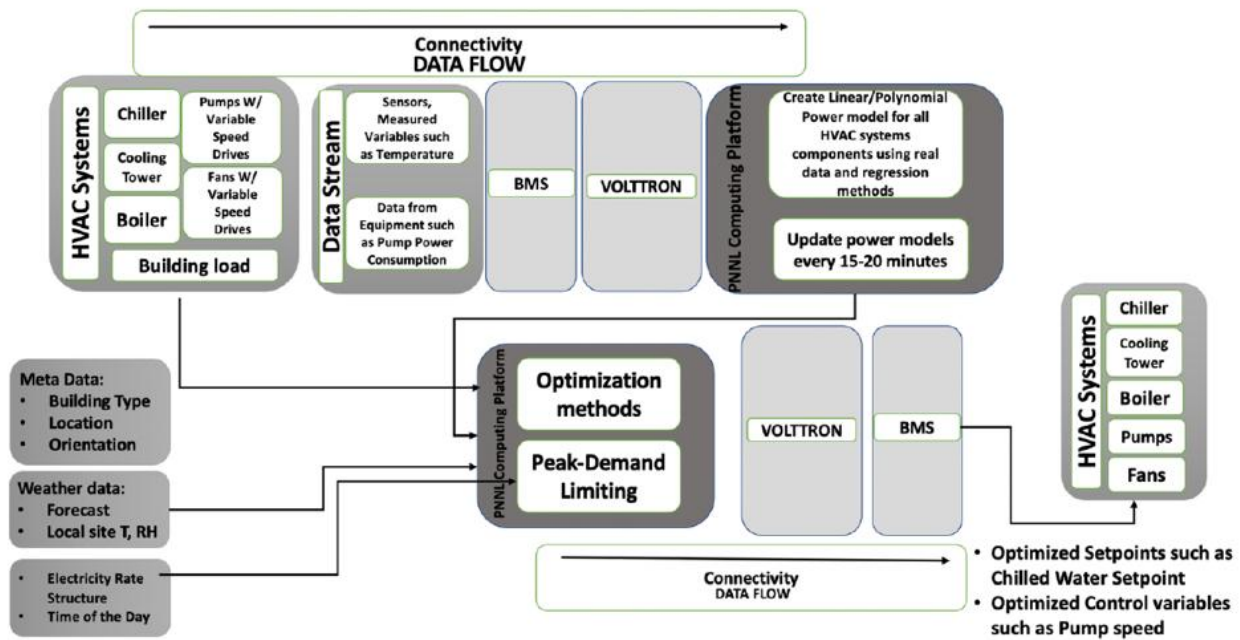 Connectivity
DATA FLOW
HVAC Systems
Chiller
Cooling
Tower
Boiler
Pumps W/
Variable
Speed
Drives
Fans W/
Variable
Speed
Drives
Building load
Data Stream
Sensors,
Measured
Variables such
as Temperature
Data from
Equipment such
as Pump Power
Consumption
BMS
VOLTTRON
PNNL Computing Platform
Create Linear/Polynomial
Power model for all
HVAC systems
components using real
data and regression
methods
Update power models
every 15-20 minutes
Meta Data:
• Building Type
• Location
• Orientation
Weather data:
• Forecast
• Local site T, RH
• Electricity Rate
Structure
• Time of the Day
PNNL Computing Platform
Optimization
methods
Peak-Demand
Limiting
VOLTTRON
BMS
HVAC Systems
Chiller
Cooling
Tower
Boiler
Pumps
Fans
Connectivity
DATA FLOW
• Optimized Setpoints such as
Chilled Water Setpoint
• Optimized Control variables
such as Pump speed